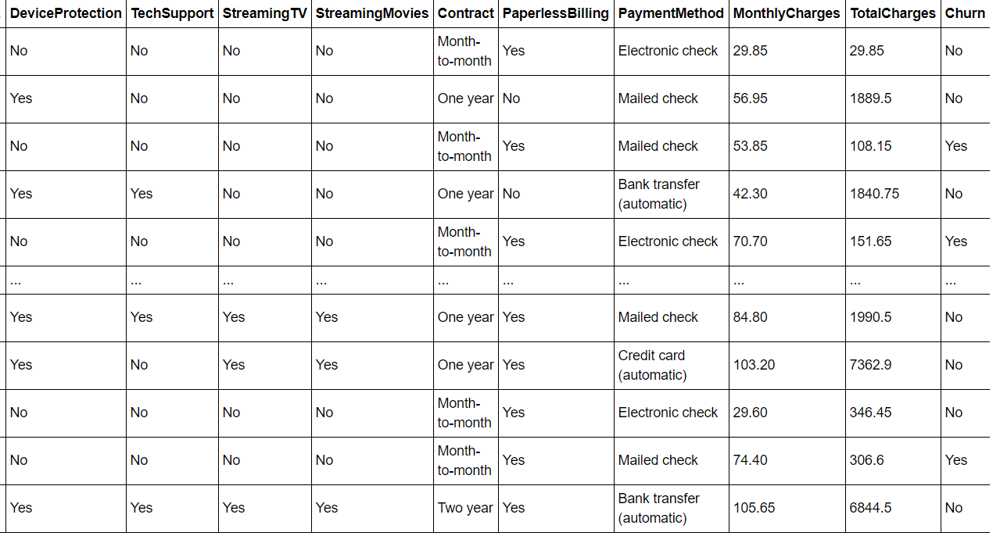 DeviceProtection TechSupport StreamingTV StreamingMovies Contract PaperlessBilling PaymentMethod MonthlyCharges TotalCharges Churn
No No No No Month-to-month Yes Electronic check 29.85 29.85 No
Yes No No No One year No Mailed check 56.95 1889.5 No
No No No No Month-to-month Yes Mailed check 53.85 108.15 Yes
Yes Yes No No One year No Bank transfer (automatic) 42.30 1840.75 No
No No No No Month-to-month Yes Electronic check 70.70 151.65 Yes
... ... ... ... ... ... ... ... ... ...
Yes Yes Yes Yes One year Yes Mailed check 84.80 1990.5 No
Yes No Yes Yes One year Yes Credit card (automatic) 103.20 7362.9 No
No No No No Month-to-month Yes Electronic check 29.60 346.45 No
No No No No Month-to-month Yes Mailed check 74.40 306.6 Yes
Yes Yes Yes Yes Two year Yes Bank transfer (automatic) 105.65 6844.5 No